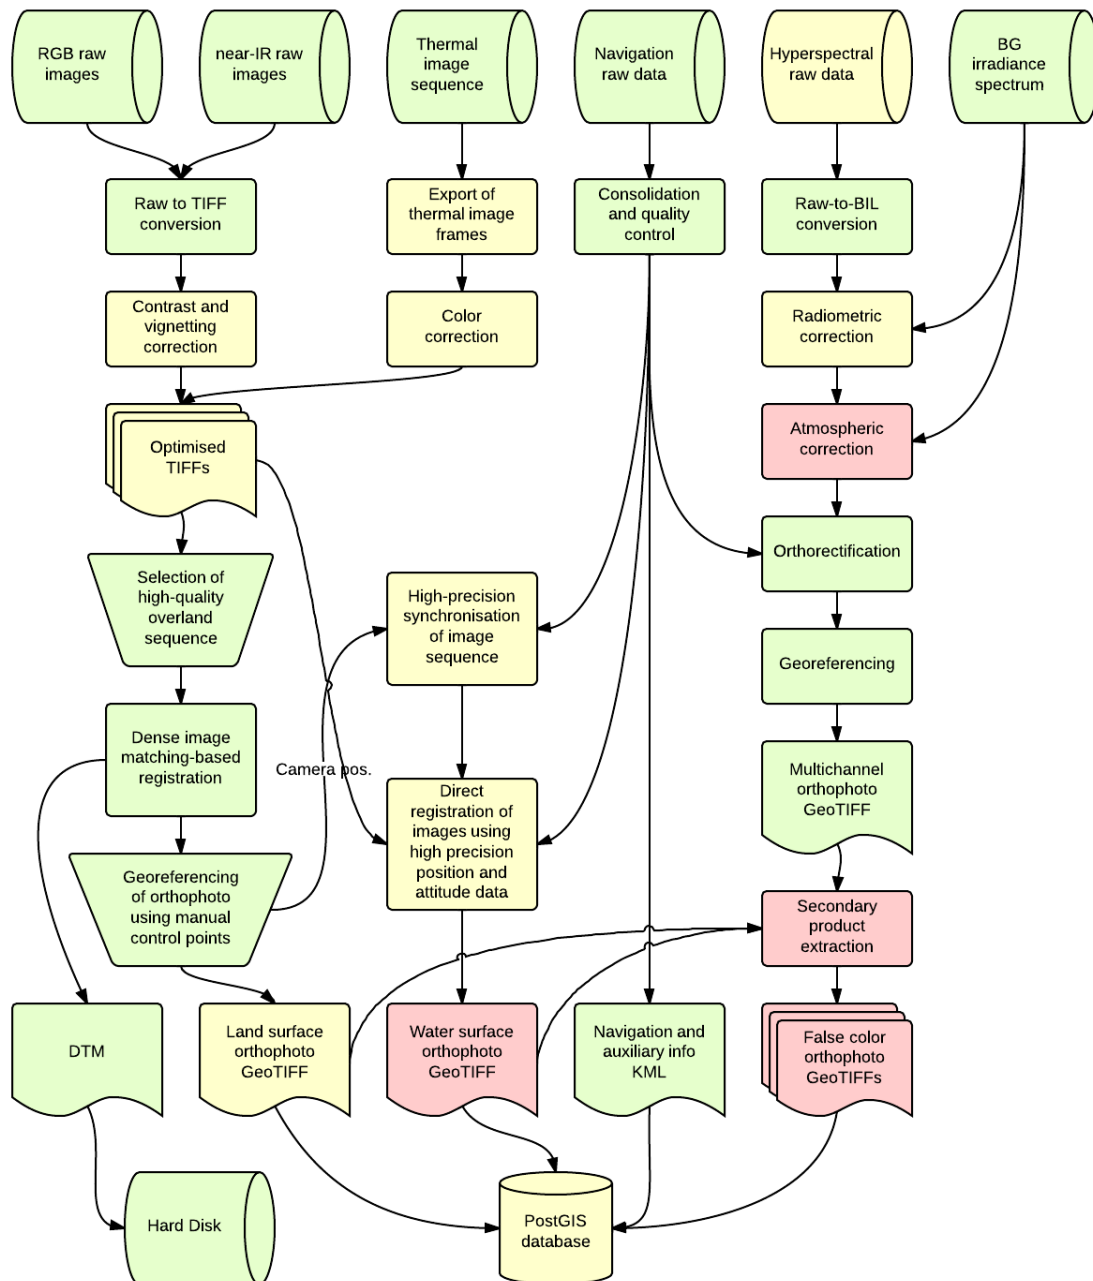 RGB raw
images
near-IR raw
images
Thermal
image
sequence
Navigation
raw data
Hyperspectral
raw data
BG
irradiance
spectrum
Raw to TIFF
conversion
Export of
thermal image
frames
Consolidation
and quality
control
Raw-to-BIL
conversion
Contrast and
vignetting
correction
Color
correction
Radiometric
correction
Optimised
TIFFs
Atmospheric
correction
Orthorectification
Selection of
high-quality
overland
sequence
High-precision
synchronisation
of image
sequence
Georeferencing
Dense image
matching-based
registration
Camera pos.
Direct
registration of
images using
high precision
position and
attitude data
Multichannel
orthophoto
GeoTIFF
Georeferencing
of orthophoto
using manual
control points
Secondary
product
extraction
DTM
Land surface
orthophoto
GeoTIFF
Water surface
orthophoto
GeoTIFF
Navigation and
auxiliary info
KML
False color
orthophoto
GeoTIFFs
Hard Disk
PostGIS
database